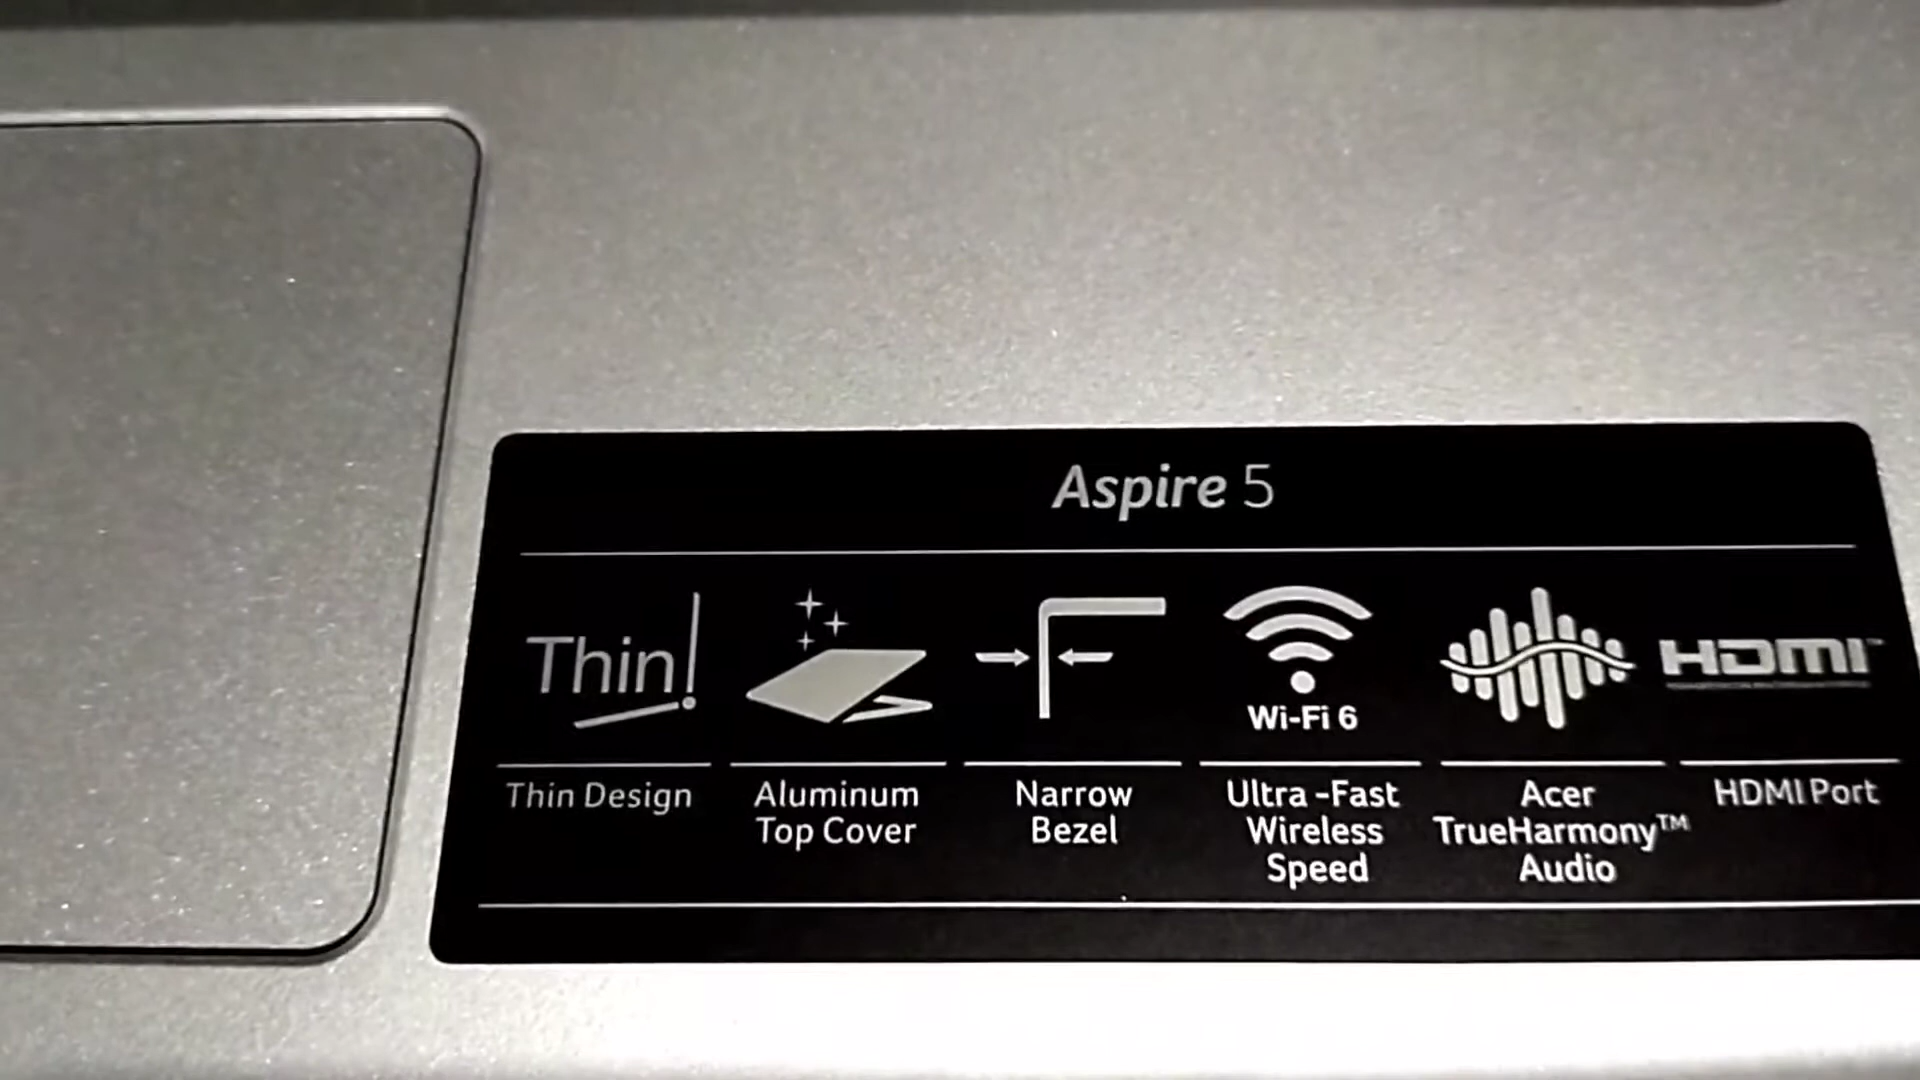 Aspire 5
Thin!
Wi-Fi 6
HDMI™
Thin Design
Aluminum
Top Cover
Narrow
Bezel
Ultra -Fast
Wireless
Speed
Acer
TrueHarmony™
Audio
HDMI Port